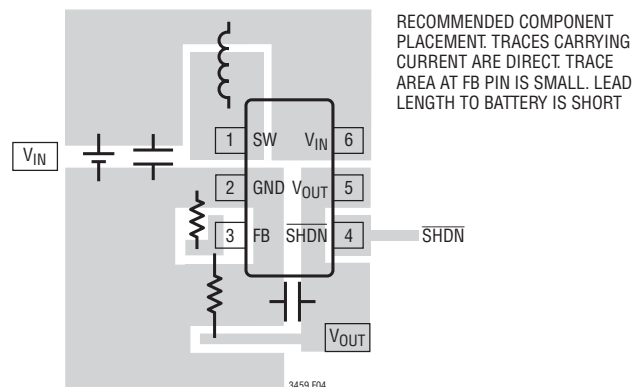 RECOMMENDED COMPONENT
PLACEMENT. TRACES CARRYING
CURRENT ARE DIRECT. TRACE
AREA AT FB PIN IS SMALL. LEAD
LENGTH TO BATTERY IS SHORT
1 SW VIN 6
VIN
2 GND VOUT 5
3 FB SHDN 4 SHDN
VOUT
3459 F04